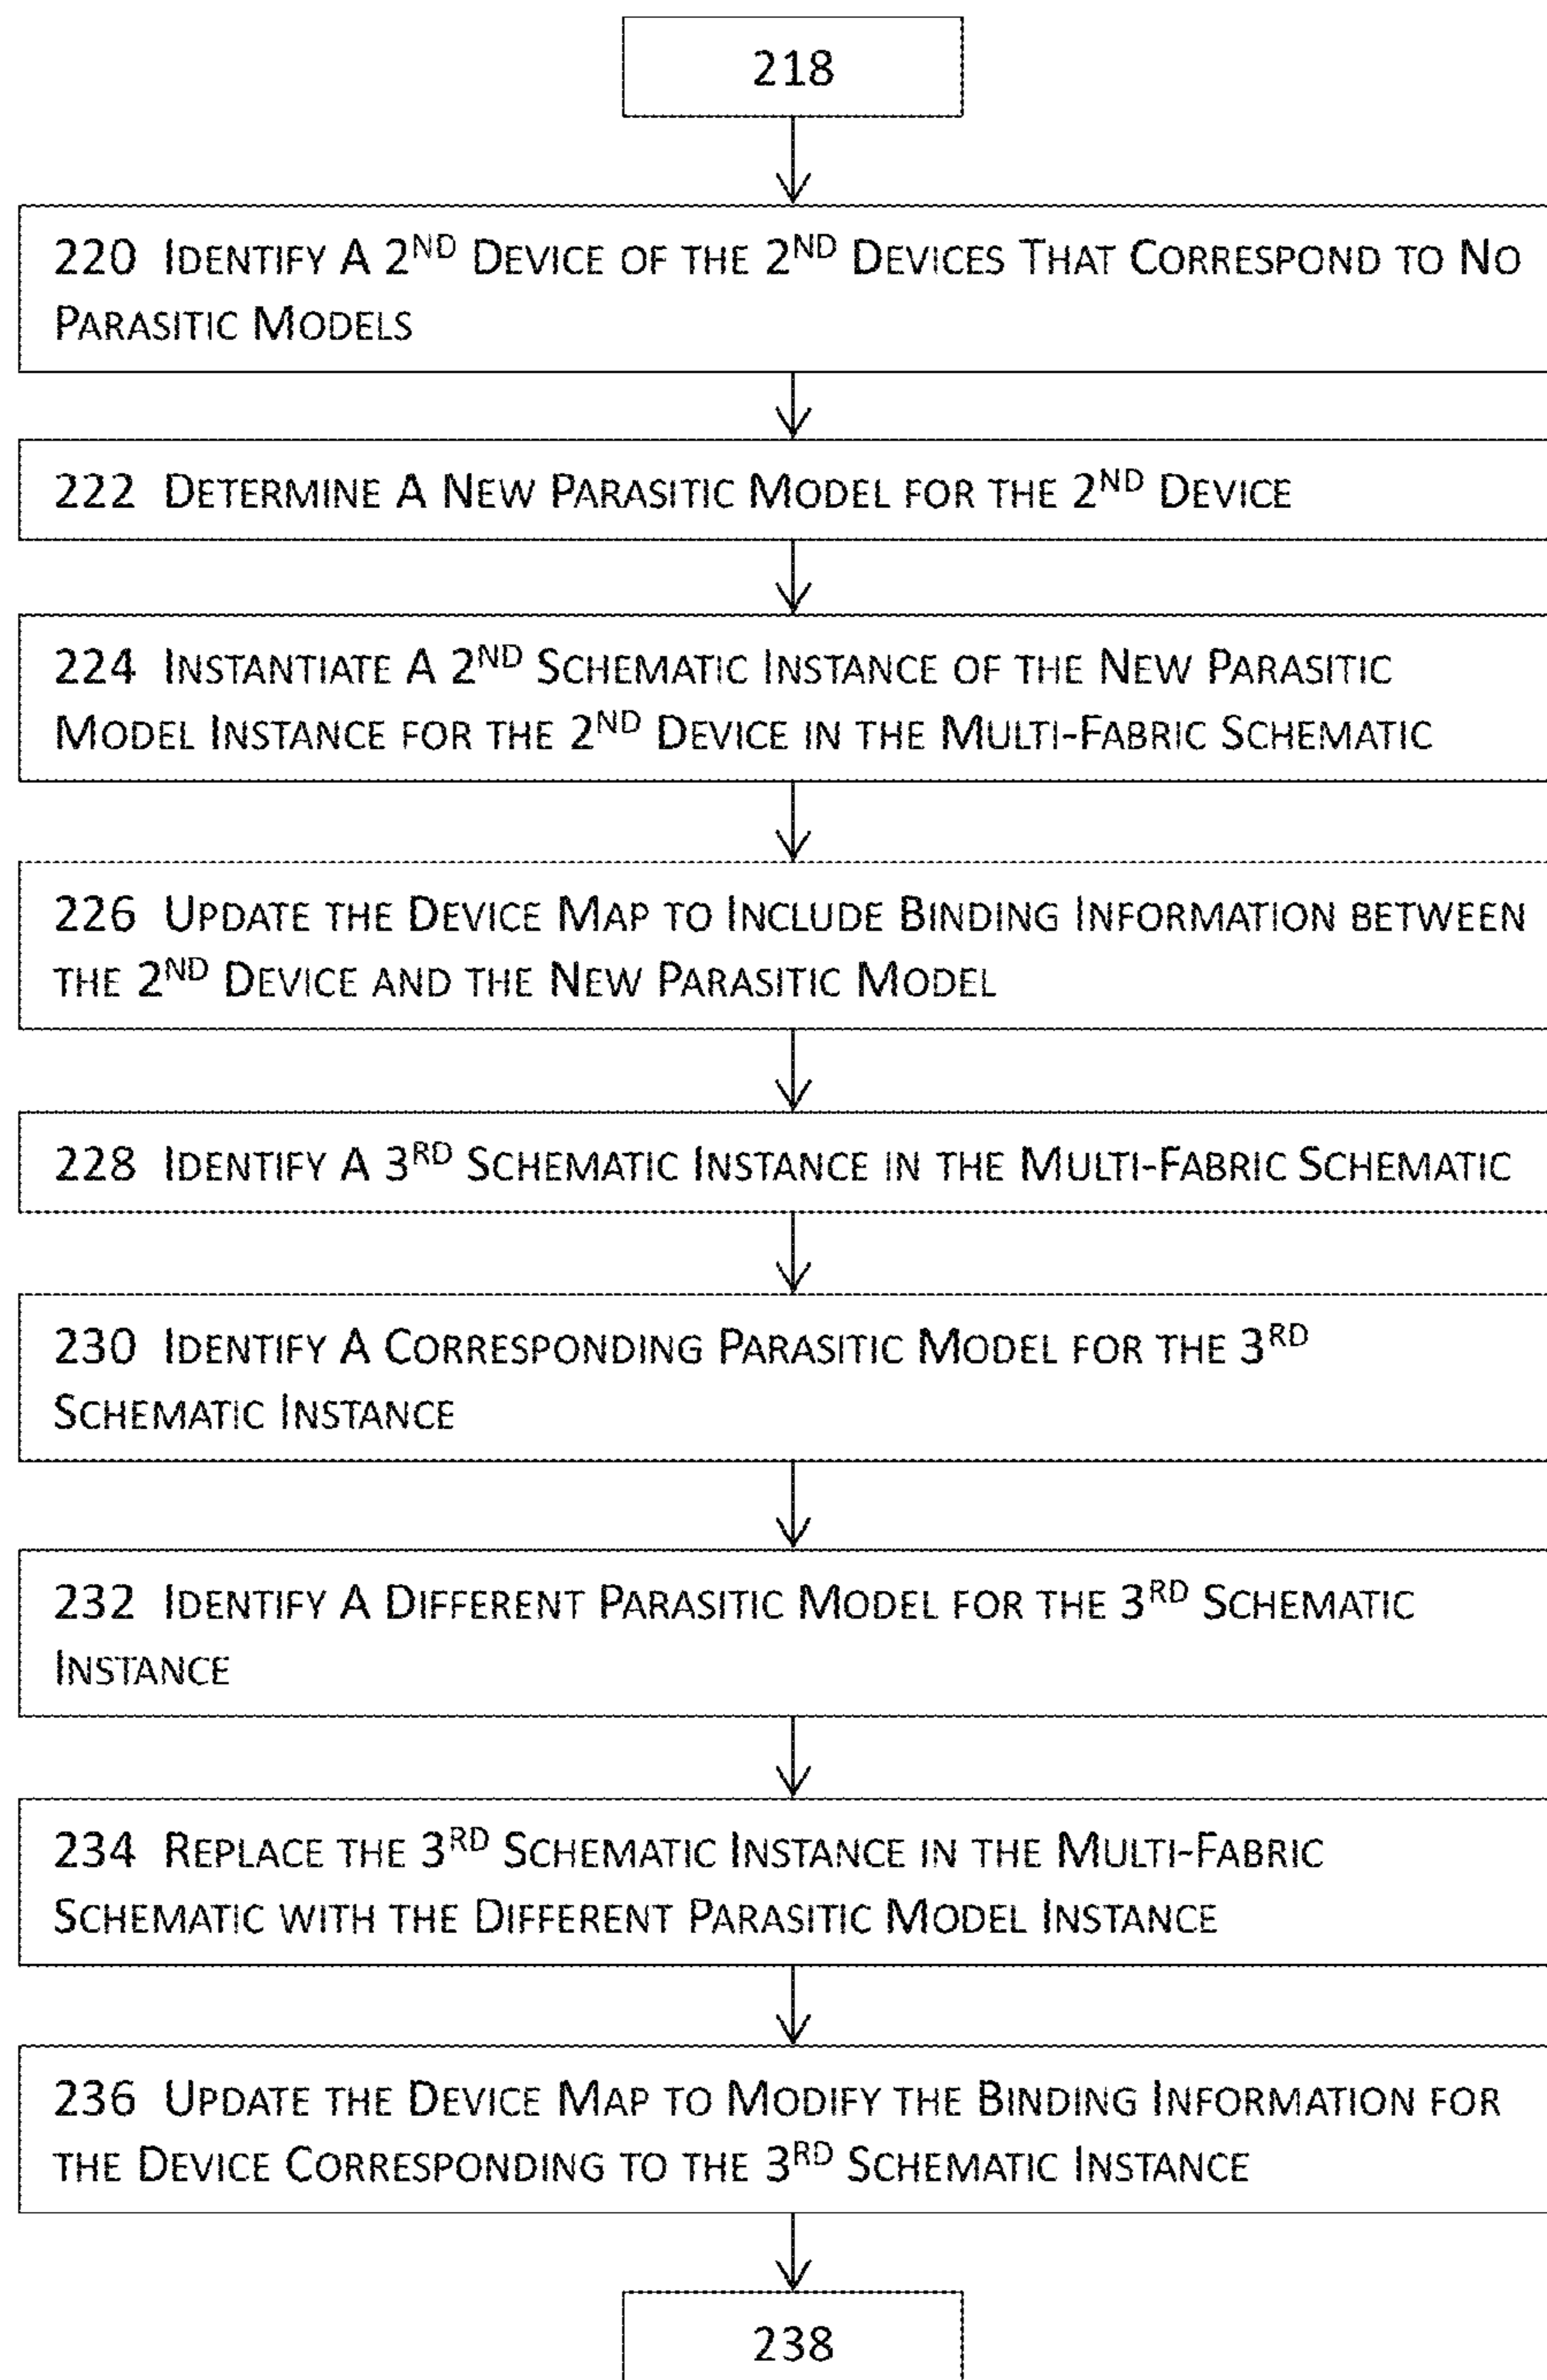 218
220 IDENTIFY A 2ND DEVICE OF THE 2ND DEVICES THAT CORRESPOND TO NO
PARASITIC MODELS
222 DETERMINE A NEW PARASITIC MODEL FOR THE 2ND DEVICE
224 INSTANTIATE A 2ND SCHEMATIC INSTANCE OF THE NEW PARASITIC
MODEL INSTANCE FOR THE 2ND DEVICE IN THE MULTI-FABRIC SCHEMATIC
226 UPDATE THE DEVICE MAP TO INCLUDE BINDING INFORMATION BETWEEN
THE 2ND DEVICE AND THE NEW PARASITIC MODEL
228 IDENTIFY A 3RD SCHEMATIC INSTANCE IN THE MULTI-FABRIC SCHEMATIC
230 IDENTIFY A CORRESPONDING PARASITIC MODEL FOR THE 3RD
SCHEMATIC INSTANCE
232 IDENTIFY A DIFFERENT PARASITIC MODEL FOR THE 3RD SCHEMATIC
INSTANCE
234 REPLACE THE 3RD SCHEMATIC INSTANCE IN THE MULTI-FABRIC
SCHEMATIC WITH THE DIFFERENT PARASITIC MODEL INSTANCE
236 UPDATE THE DEVICE MAP TO MODIFY THE BINDING INFORMATION FOR
THE DEVICE CORRESPONDING TO THE 3RD SCHEMATIC INSTANCE
238